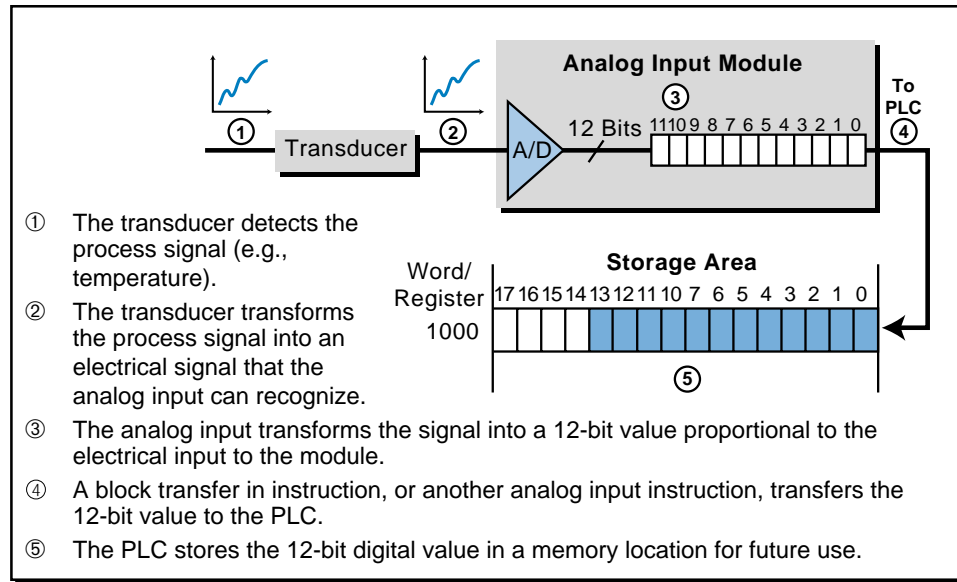 Analog Input Module
To
PLC
① ② ③ ④
12 Bits 11 10 9 8 7 6 5 4 3 2 1 0
Transducer
A/D
① The transducer detects the
process signal (e.g.,
temperature).
② The transducer transforms
the process signal into an
electrical signal that the
analog input can recognize.
Storage Area
Word/
Register 17 16 15 14 13 12 11 10 7 6 5 4 3 2 1 0
1000
⑤
③ The analog input transforms the signal into a 12-bit value proportional to the
electrical input to the module.
④ A block transfer in instruction, or another analog input instruction, transfers the
12-bit value to the PLC.
⑤ The PLC stores the 12-bit digital value in a memory location for future use.